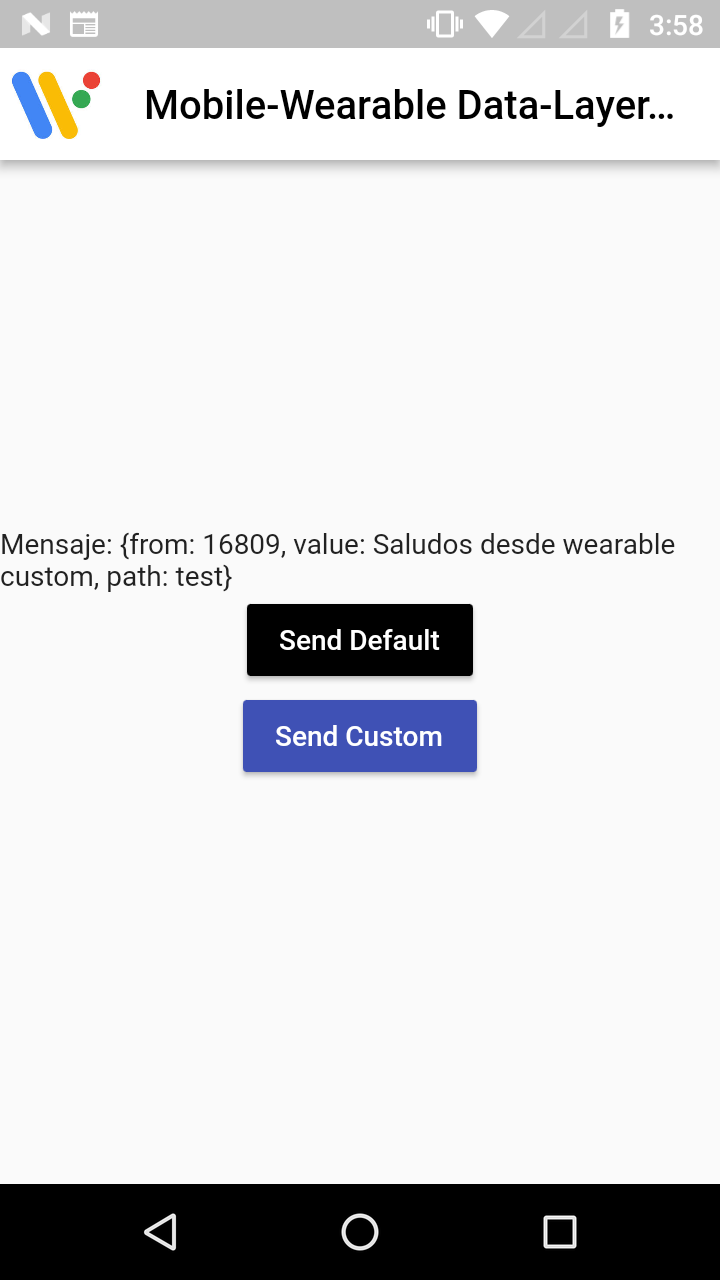 3:58
Mobile-Wearable Data-Layer...
Mensaje: {from: 16809, value: Saludos desde wearable
custom, path: test}
Send Default
Send Custom